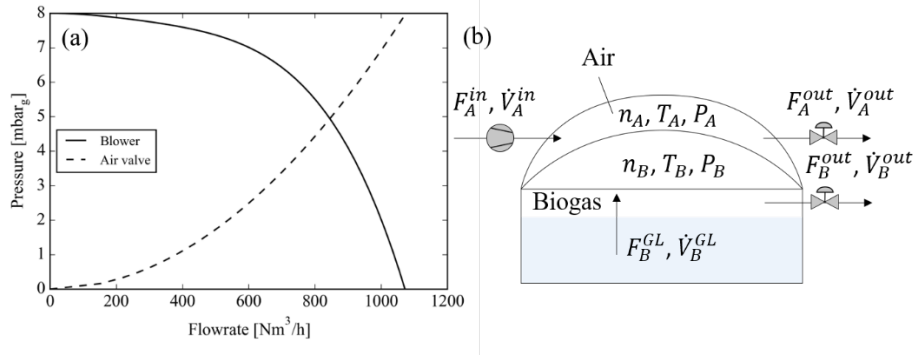 (a)
Pressure [mbar_g]
8
7
6
5
4
3
2
1
0
Blower
Air valve
0 200 400 600 800 1000 1200
Flowrate [Nm³/h]
(b)
Air
F_A^{in}, V̇_A^{in}
n_A, T_A, P_A
F_A^{out}, V̇_A^{out}
n_B, T_B, P_B
F_B^{out}, V̇_B^{out}
Biogas
F_B^{GL}, V̇_B^{GL}